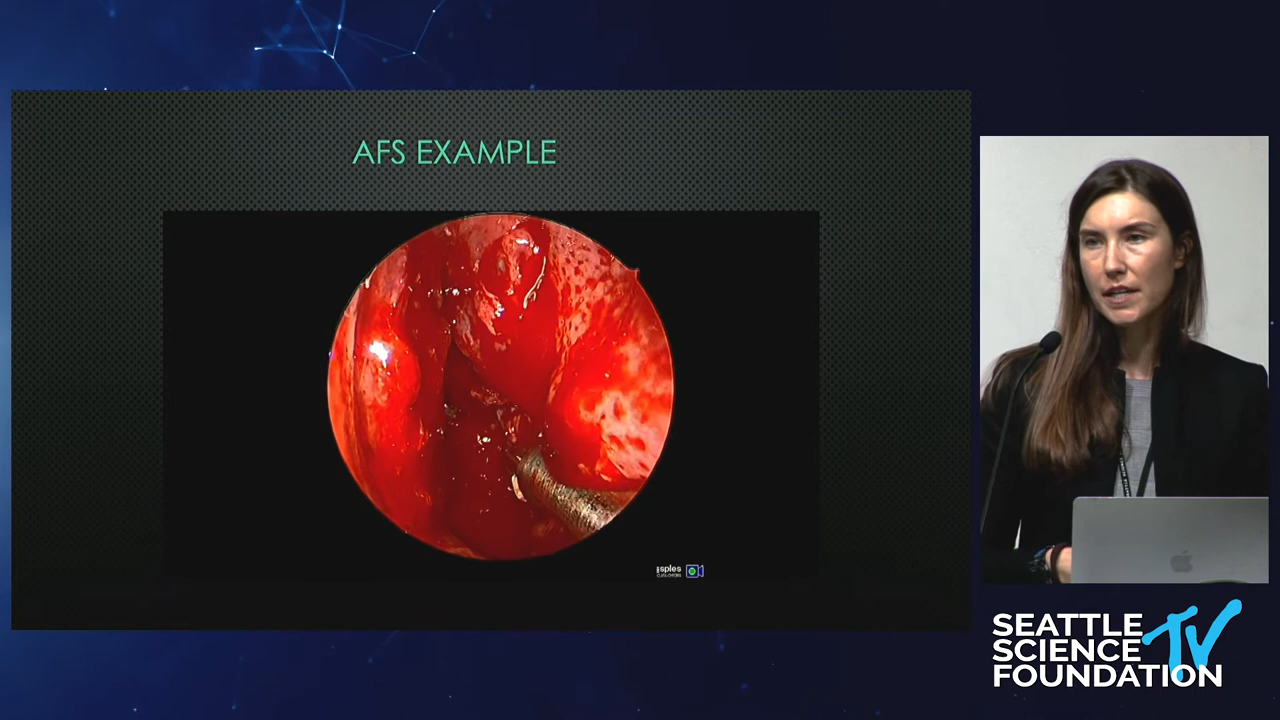 AFS EXAMPLE
SEATTLE
SCIENCE
FOUNDATION
TV